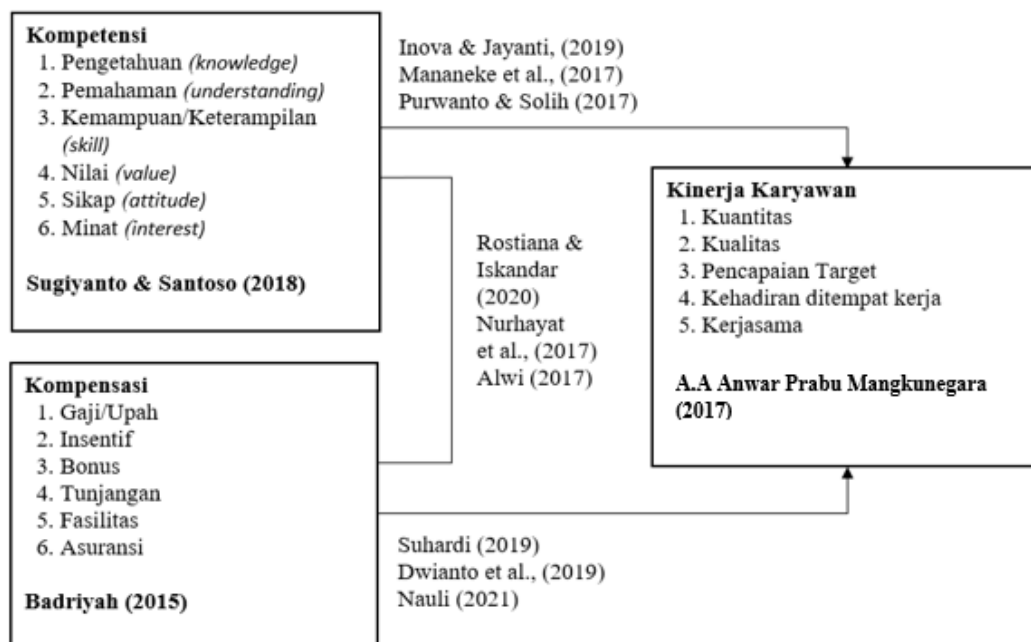 Kompetensi
1. Pengetahuan (knowledge)
2. Pemahaman (understanding)
3. Kemampuan/Keterampilan
(skill)
4. Nilai (value)
5. Sikap (attitude)
6. Minat (interest)
Sugiyanto & Santoso (2018)
Inova & Jayanti, (2019)
Mananeke et al., (2017)
Purwanto & Solih (2017)
Rostiana &
Iskandar
(2020)
Nurhayat
et al., (2017)
Alwi (2017)
Kinerja Karyawan
1. Kuantitas
2. Kualitas
3. Pencapaian Target
4. Kehadiran ditempat kerja
5. Kerjasama
A.A Anwar Prabu Mangkunegara
(2017)
Kompensasi
1. Gaji/Upah
2. Insentif
3. Bonus
4. Tunjangan
5. Fasilitas
6. Asuransi
Badriyah (2015)
Suhardi (2019)
Dwianto et al., (2019)
Nauli (2021)